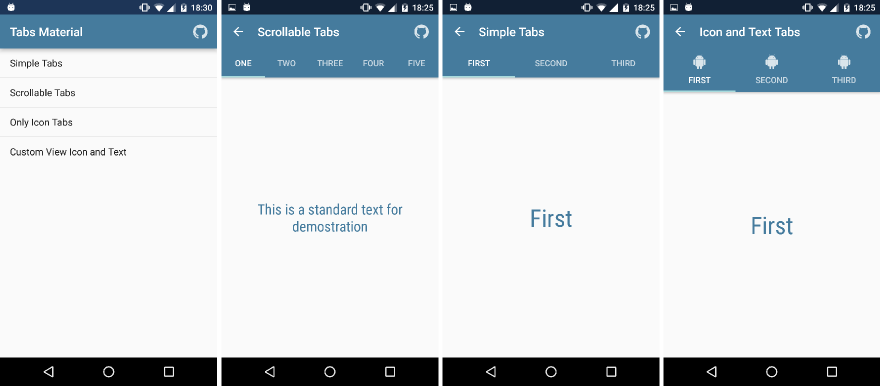 18:30
Tabs Material
Simple Tabs
Scrollable Tabs
Only Icon Tabs
Custom View Icon and Text
18:25
Scrollable Tabs
ONE TWO THREE FOUR FIVE
This is a standard text for
demostration
18:25
Simple Tabs
FIRST SECOND THIRD
First
18:25
Icon and Text Tabs
FIRST SECOND THIRD
First